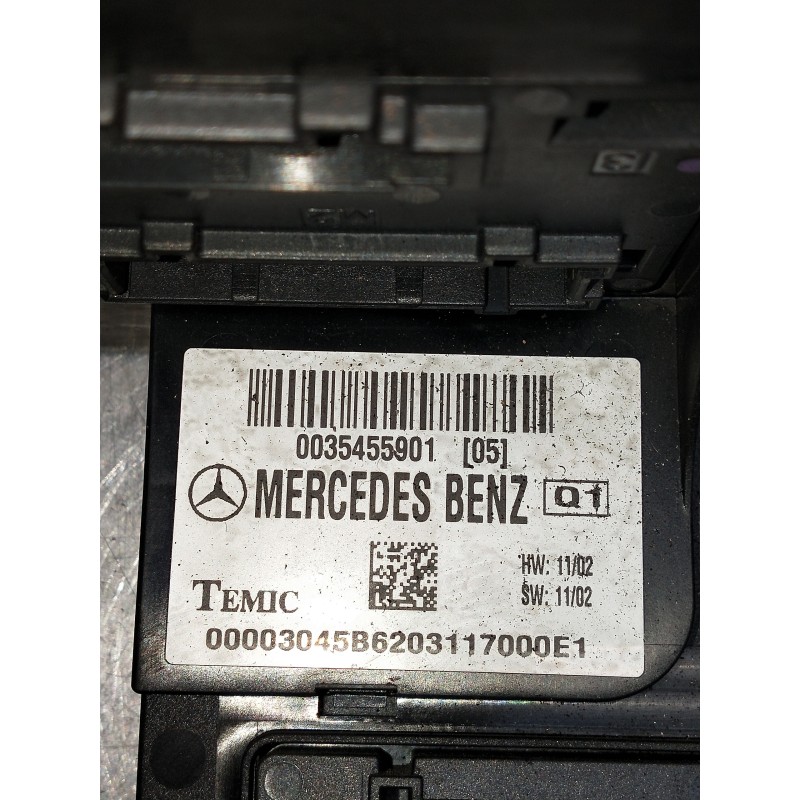 0035455901 [05]
MERCEDES BENZ Q1
HW: 11/02
TEMIC
SW: 11/02
00003045B6203117000E1